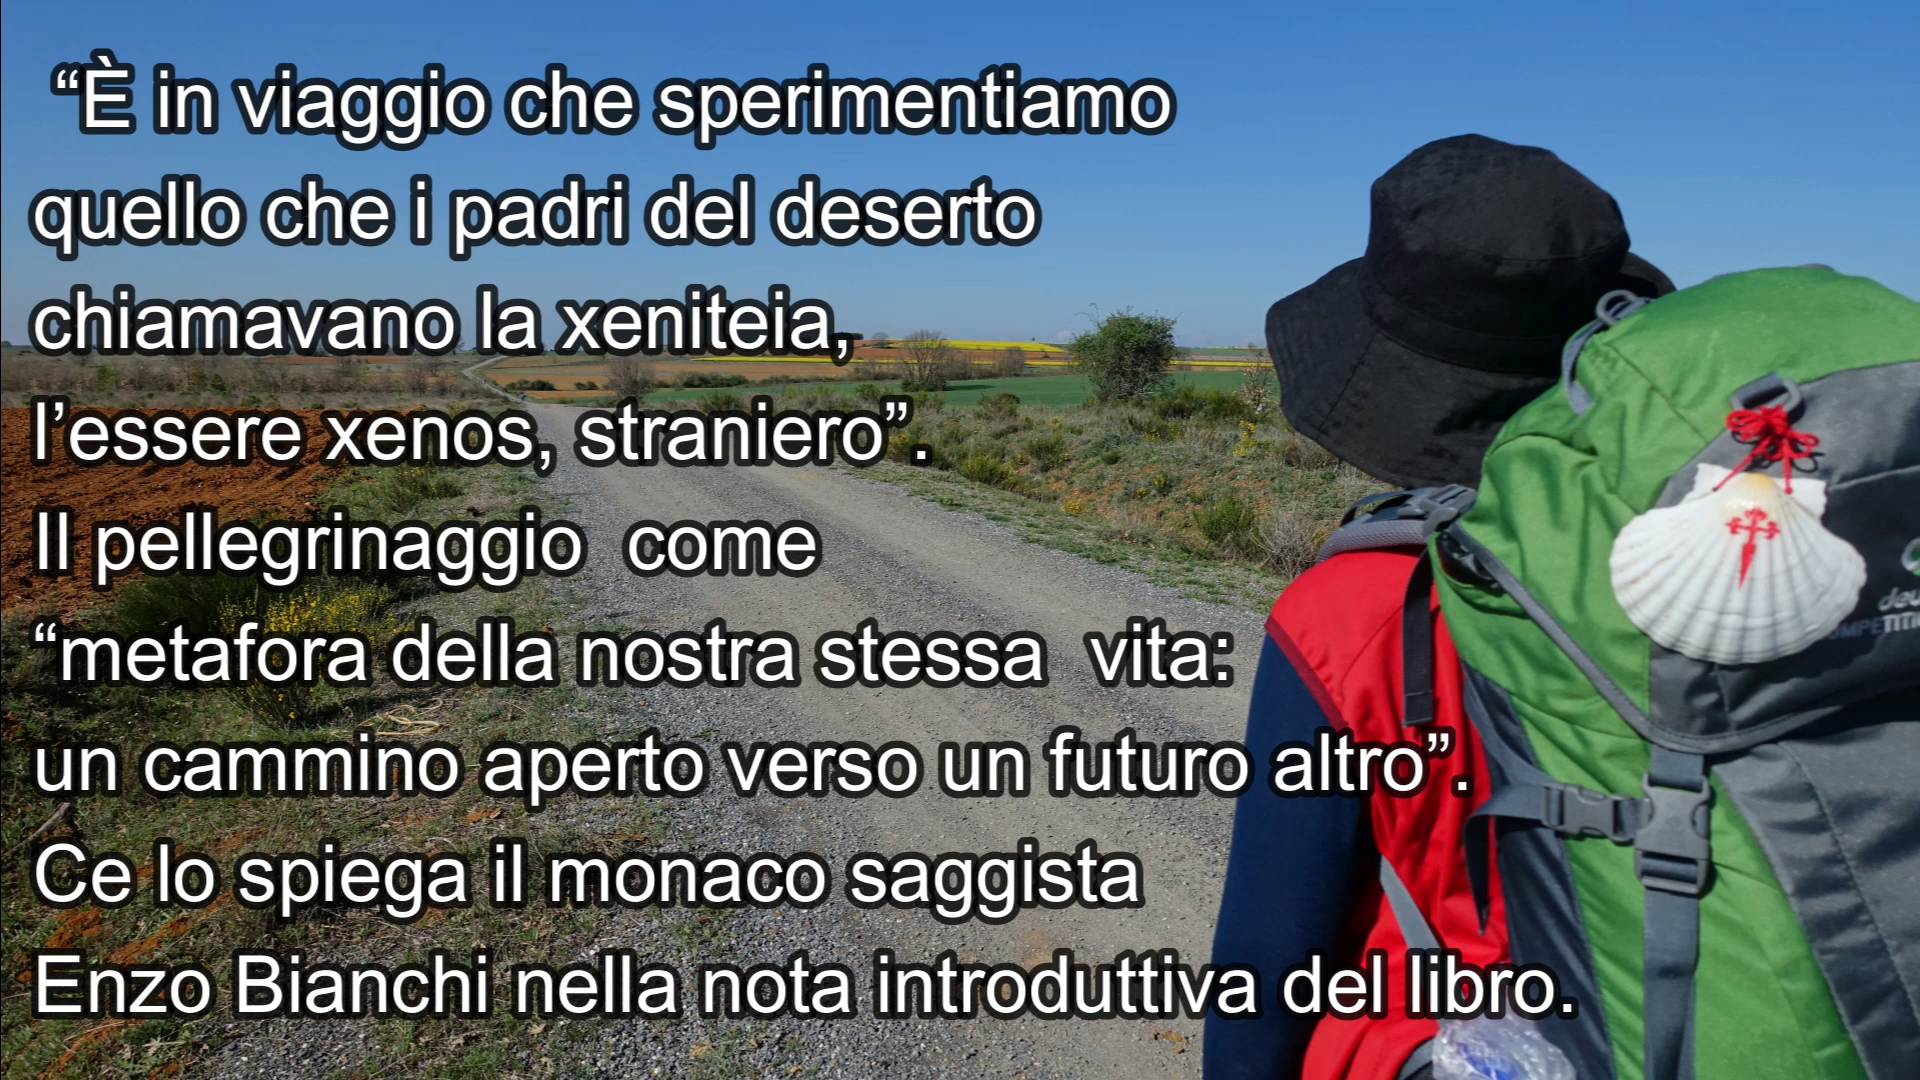 “È in viaggio che sperimentiamo
quello che i padri del deserto
chiamavano la xeniteia,
l’essere xenos, straniero”.
Il pellegrinaggio  come
“metafora della nostra stessa  vita:
un cammino aperto verso un futuro altro”.
Ce lo spiega il monaco saggista
Enzo Bianchi nella nota introduttiva del libro.